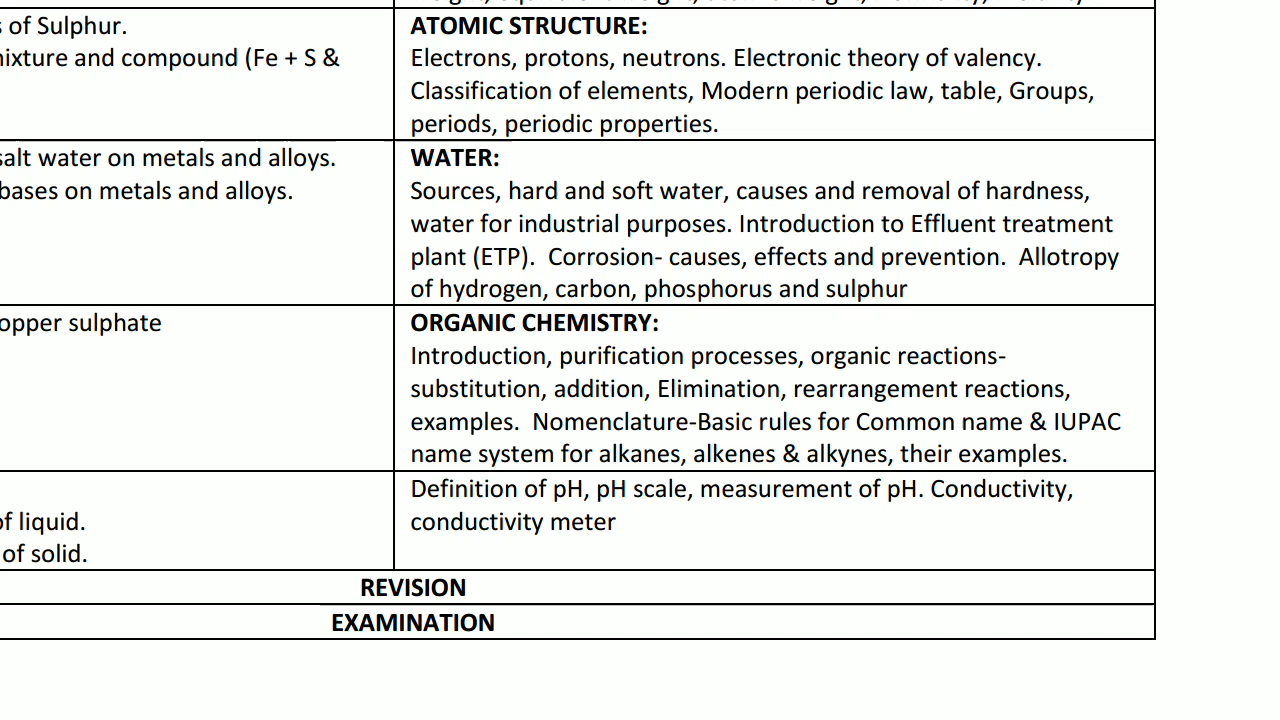 s of Sulphur.
mixture and compound (Fe + S &
salt water on metals and alloys.
bases on metals and alloys.
opper sulphate
of liquid.
of solid.
ATOMIC STRUCTURE:
Electrons, protons, neutrons. Electronic theory of valency.
Classification of elements, Modern periodic law, table, Groups,
periods, periodic properties.
WATER:
Sources, hard and soft water, causes and removal of hardness,
water for industrial purposes. Introduction to Effluent treatment
plant (ETP).  Corrosion- causes, effects and prevention.  Allotropy
of hydrogen, carbon, phosphorus and sulphur
ORGANIC CHEMISTRY:
Introduction, purification processes, organic reactions-
substitution, addition, Elimination, rearrangement reactions,
examples.  Nomenclature-Basic rules for Common name & IUPAC
name system for alkanes, alkenes & alkynes, their examples.
Definition of pH, pH scale, measurement of pH. Conductivity,
conductivity meter
REVISION
EXAMINATION